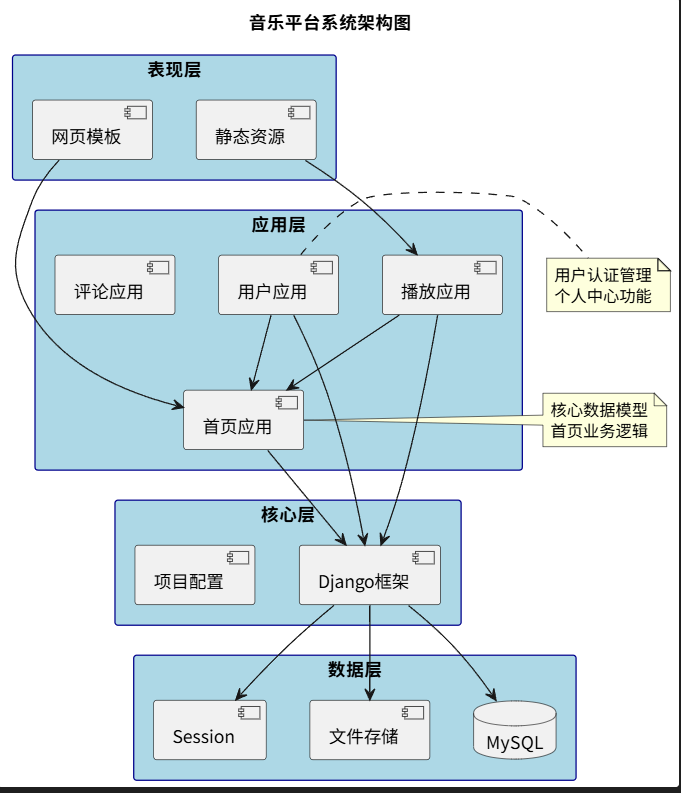 音乐平台系统架构图
表现层
网页模板
静态资源
应用层
评论应用
用户应用
播放应用
用户认证管理
个人中心功能
首页应用
核心数据模型
首页业务逻辑
核心层
项目配置
Django框架
数据层
Session
文件存储
MySQL